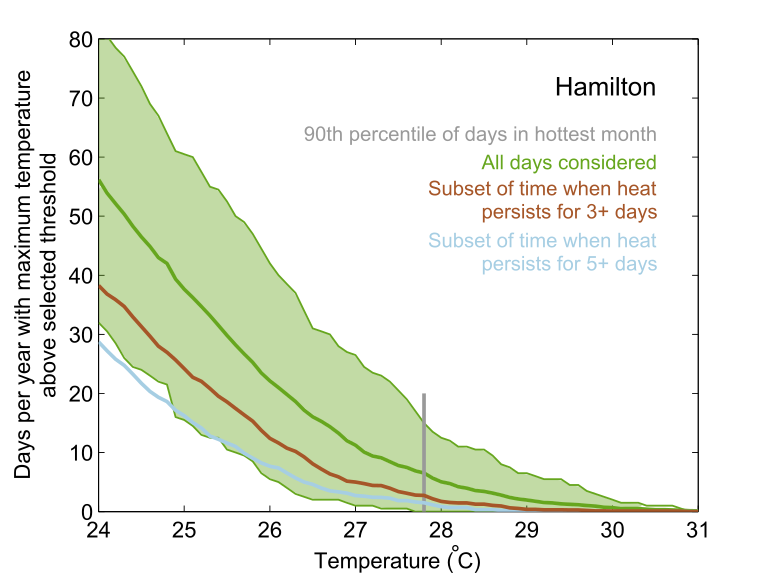 Hamilton
90th percentile of days in hottest month
All days considered
Subset of time when heat
persists for 3+ days
Subset of time when heat
persists for 5+ days
Days per year with maximum temperature
above selected threshold
80
70
60
50
40
30
20
10
0
24 25 26 27 28 29 30 31
Temperature (°C)